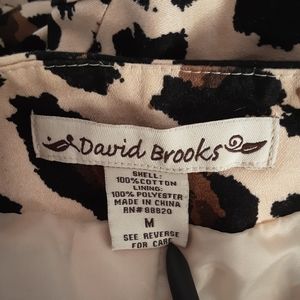 David Brooks
SHELL:
100%COTTON
LINING:
100% POLYESTER
MADE IN CHINA
RN#88820
M
SEE REVERSE
FOR CARE